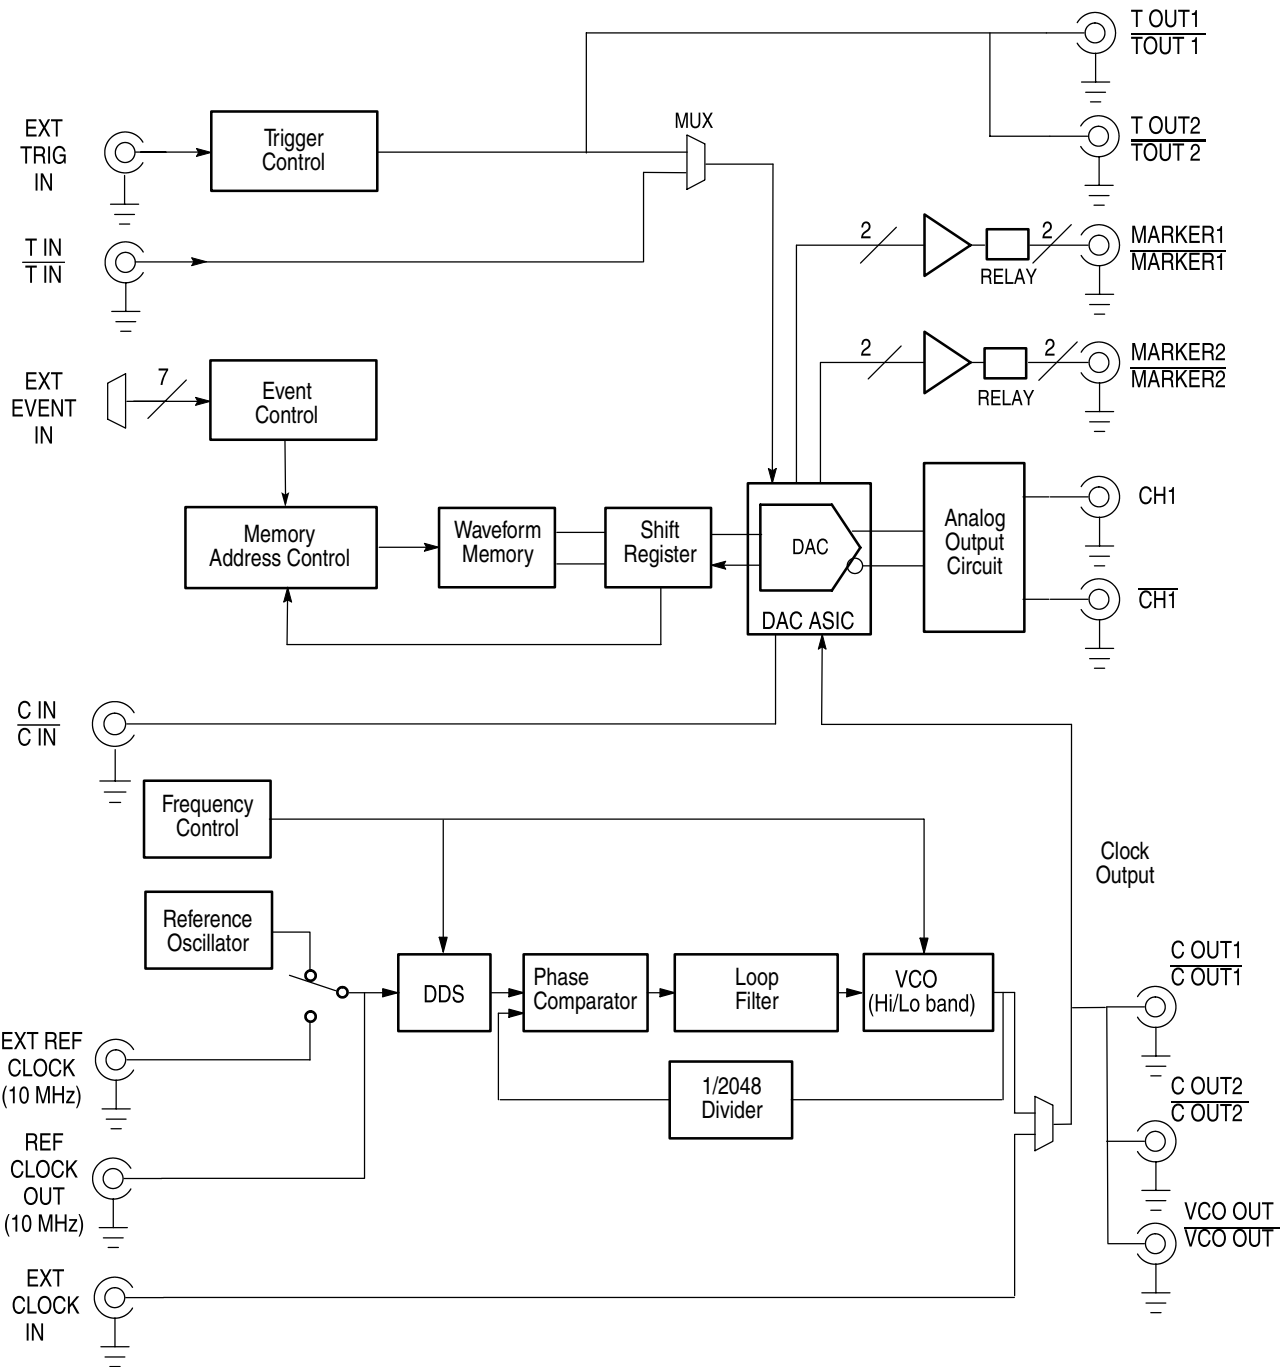 T OUT1
TOUT 1
EXT
TRIG
IN
Trigger
Control
MUX
T OUT2
TOUT 2
T IN
T IN
2
2
MARKER1
MARKER1
RELAY
2
2
MARKER2
MARKER2
RELAY
EXT
EVENT
IN
7
Event
Control
Memory
Address Control
Waveform
Memory
Shift
Register
DAC
DAC ASIC
Analog
Output
Circuit
CH1
CH1
C IN
C IN
Frequency
Control
Clock
Output
Reference
Oscillator
DDS
Phase
Comparator
Loop
Filter
VCO
(Hi/Lo band)
C OUT1
C OUT1
EXT REF
CLOCK
(10 MHz)
1/2048
Divider
C OUT2
C OUT2
REF
CLOCK
OUT
(10 MHz)
VCO OUT
VCO OUT
EXT
CLOCK
IN